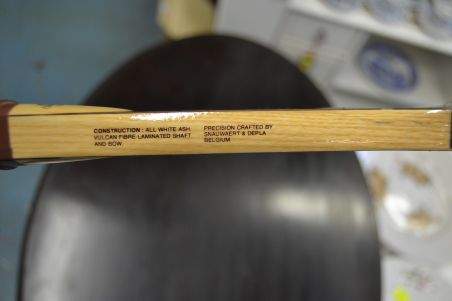 CONSTRUCTION : ALL WHITE ASH.
VULCAN FIBRE LAMINATED SHAFT
AND BOW
PRECISION CRAFTED BY
SNAUWAERT & DEPLA
BELGIUM